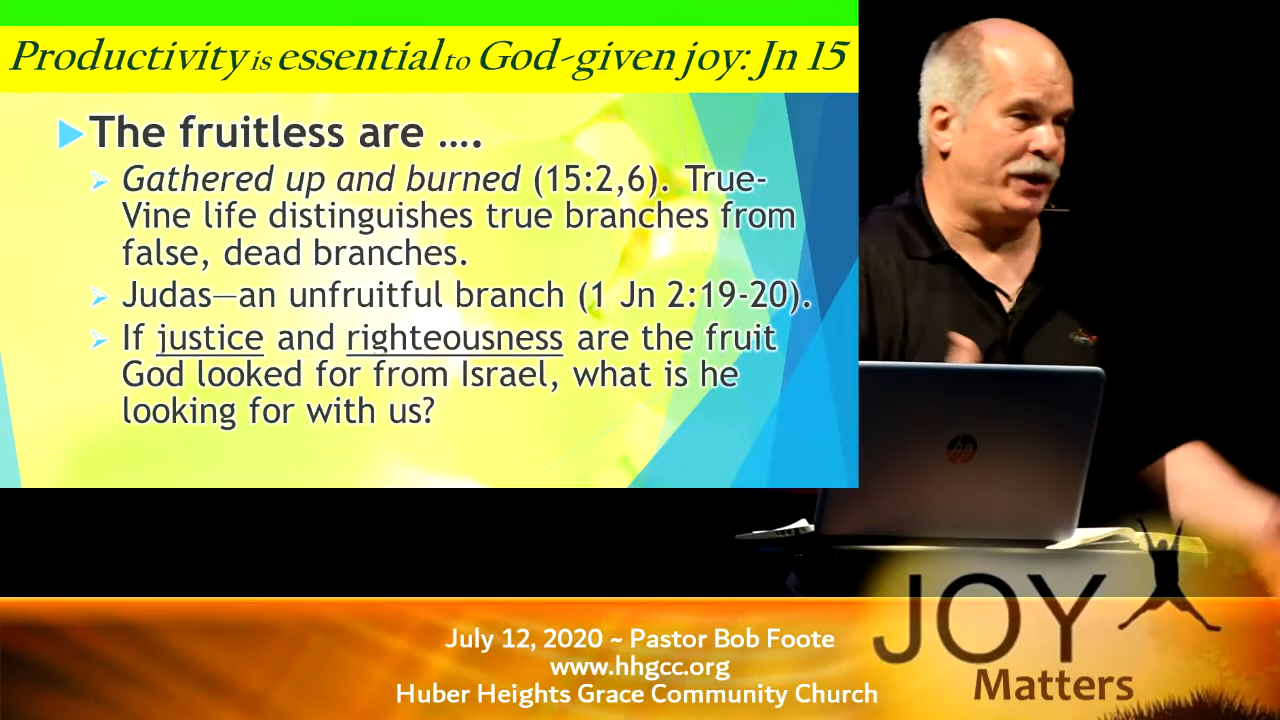 Productivity is essential to God-given joy: Jn 15
The fruitless are ....
Gathered up and burned (15:2,6). True-
Vine life distinguishes true branches from
false, dead branches.
Judas—an unfruitful branch (1 Jn 2:19-20).
If justice and righteousness are the fruit
God looked for from Israel, what is he
looking for with us?
hp
July 12, 2020 ~ Pastor Bob Foote
www.hhgcc.org
Huber Heights Grace Community Church
JOY
Matters